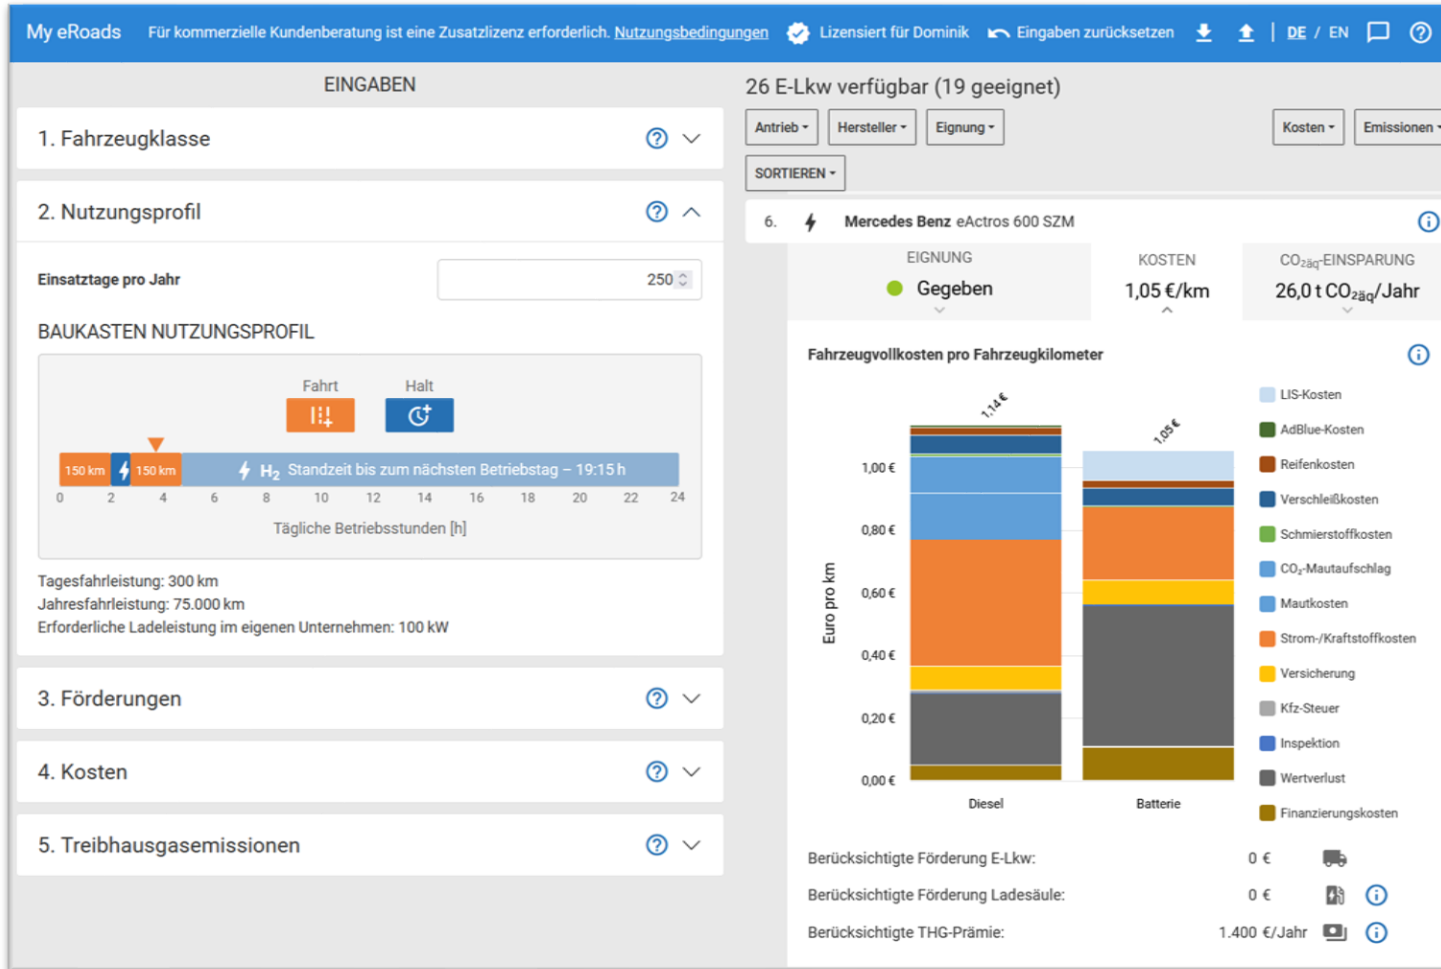 My eRoads Für kommerzielle Kundenberatung ist eine Zusatzlizenz erforderlich. Nutzungsbedingungen Lizensiert für Dominik Eingaben zurücksetzen | DE / EN
EINGABEN
1. Fahrzeugklasse
2. Nutzungsprofil
Einsatztage pro Jahr 250
BAUKASTEN NUTZUNGSPROFIL
Fahrt Halt
150 km 150 km H₂ Standzeit bis zum nächsten Betriebstag – 19:15 h
0 2 4 6 8 10 12 14 16 18 20 22 24
Tägliche Betriebsstunden [h]
Tagesfahrleistung: 300 km
Jahresfahrleistung: 75.000 km
Erforderliche Ladeleistung im eigenen Unternehmen: 100 kW
3. Förderungen
4. Kosten
5. Treibhausgasemissionen
26 E-Lkw verfügbar (19 geeignet)
Antrieb Hersteller Eignung Kosten Emissionen
SORTIEREN
6. Mercedes Benz eActros 600 SZM
EIGNUNG KOSTEN CO₂äq-EINSPARUNG
Gegeben 1,05 €/km 26,0 t CO₂äq/Jahr
Fahrzeugvollkosten pro Fahrzeugkilometer
1,14 €
1,05 €
Euro pro km
1,00 €
0,80 €
0,60 €
0,40 €
0,20 €
0,00 €
Diesel Batterie
LIS-Kosten
AdBlue-Kosten
Reifenkosten
Verschleißkosten
Schmierstoffkosten
CO₂-Mautaufschlag
Mautkosten
Strom-/Kraftstoffkosten
Versicherung
Kfz-Steuer
Inspektion
Wertverlust
Finanzierungskosten
Berücksichtigte Förderung E-Lkw: 0 €
Berücksichtigte Förderung Ladesäule: 0 €
Berücksichtigte THG-Prämie: 1.400 €/Jahr